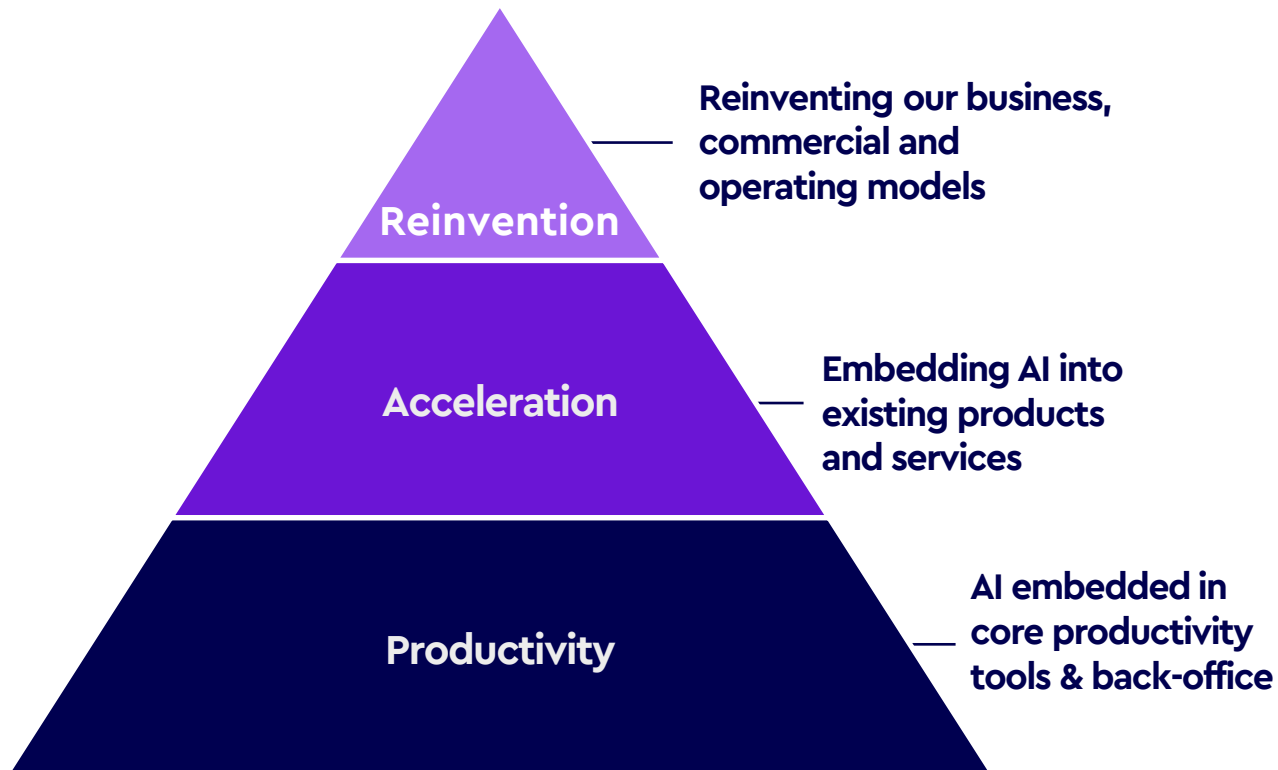 Reinventing our business,
commercial and
operating models
Reinvention
Embedding AI into
existing products
and services
Acceleration
AI embedded in
core productivity
tools & back-office
Productivity